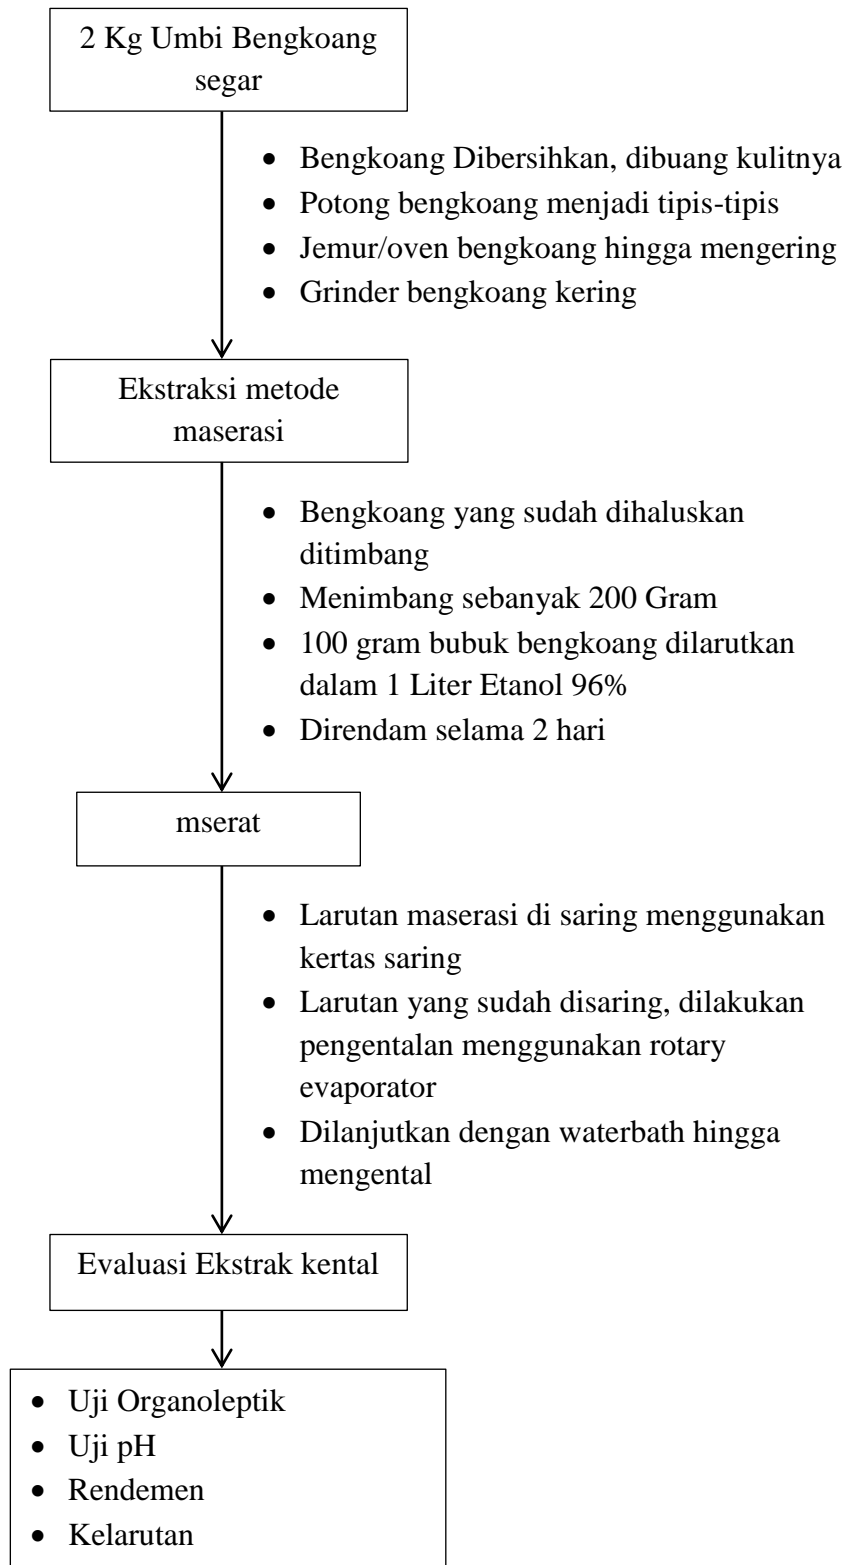 2 Kg Umbi Bengkoang
segar
• Bengkoang Dibersihkan, dibuang kulitnya
• Potong bengkoang menjadi tipis-tipis
• Jemur/oven bengkoang hingga mengering
• Grinder bengkoang kering
Ekstraksi metode
maserasi
• Bengkoang yang sudah dihaluskan
ditimbang
• Menimbang sebanyak 200 Gram
• 100 gram bubuk bengkoang dilarutkan
dalam 1 Liter Etanol 96%
• Direndam selama 2 hari
mserat
• Larutan maserasi di saring menggunakan
kertas saring
• Larutan yang sudah disaring, dilakukan
pengentalan menggunakan rotary
evaporator
• Dilanjutkan dengan waterbath hingga
mengental
Evaluasi Ekstrak kental
• Uji Organoleptik
• Uji pH
• Rendemen
• Kelarutan